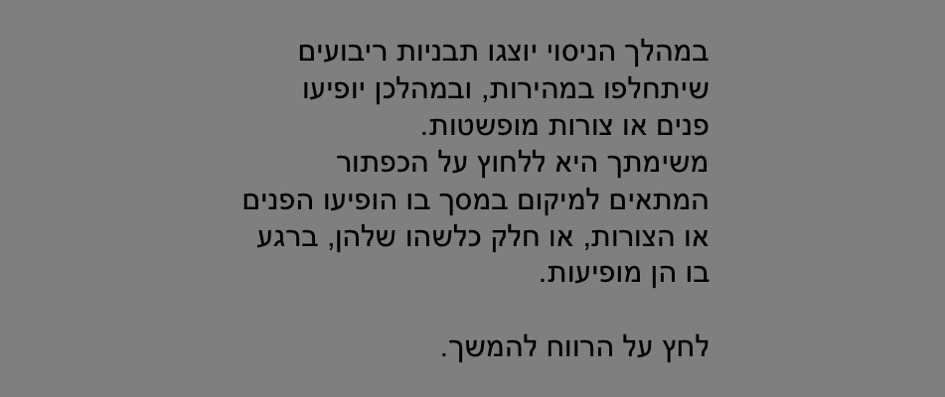 במהלך הניסוי יוצגו תבניות ריבועים
שיתחלפו במהירות, ובמהלכן יופיעו
פנים או צורות מופשטות.
משימתך היא ללחוץ על הכפתור
המתאים למיקום במסך בו הופיעו הפנים
או הצורות, או חלק כלשהו שלהן, ברגע
בו הן מופיעות.
לחץ על הרווח להמשך.